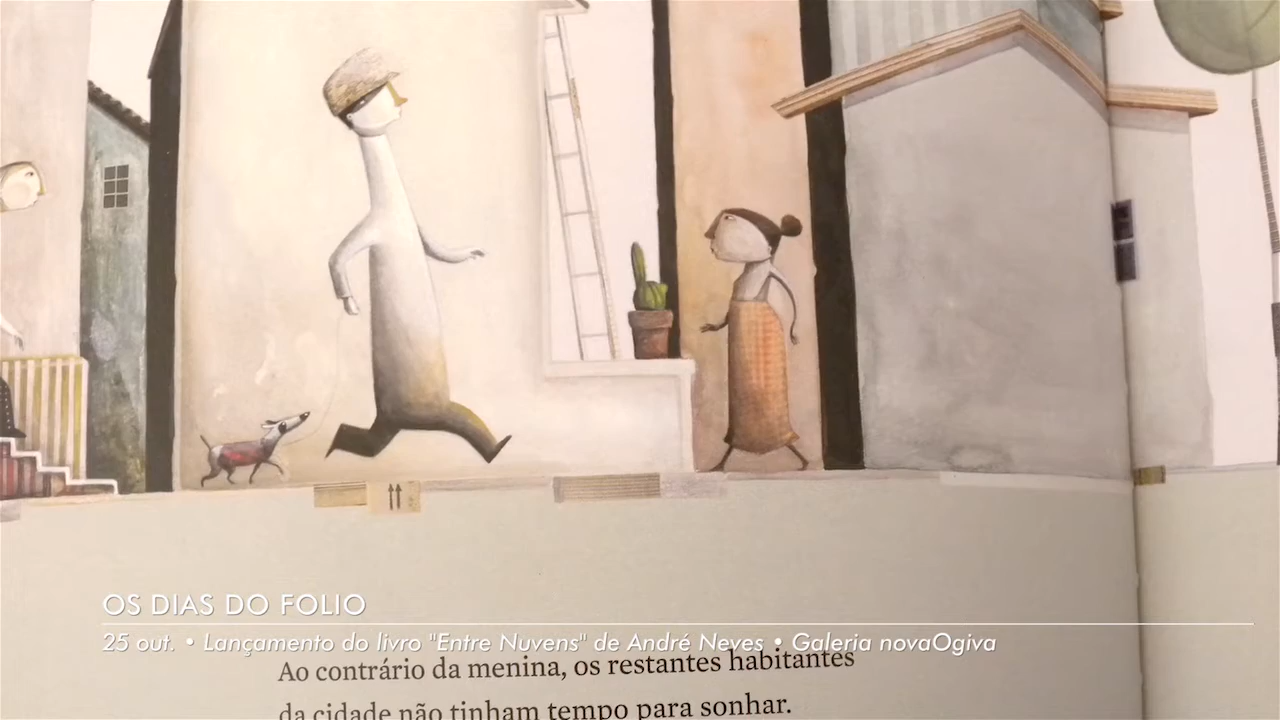 OS DIAS DO FOLIO
25 out. • Lançamento do livro "Entre Nuvens" de André Neves • Galeria novaOgiva
Ao contrário da menina, os restantes habitantes
da cidade não tinham tempo para sonhar.